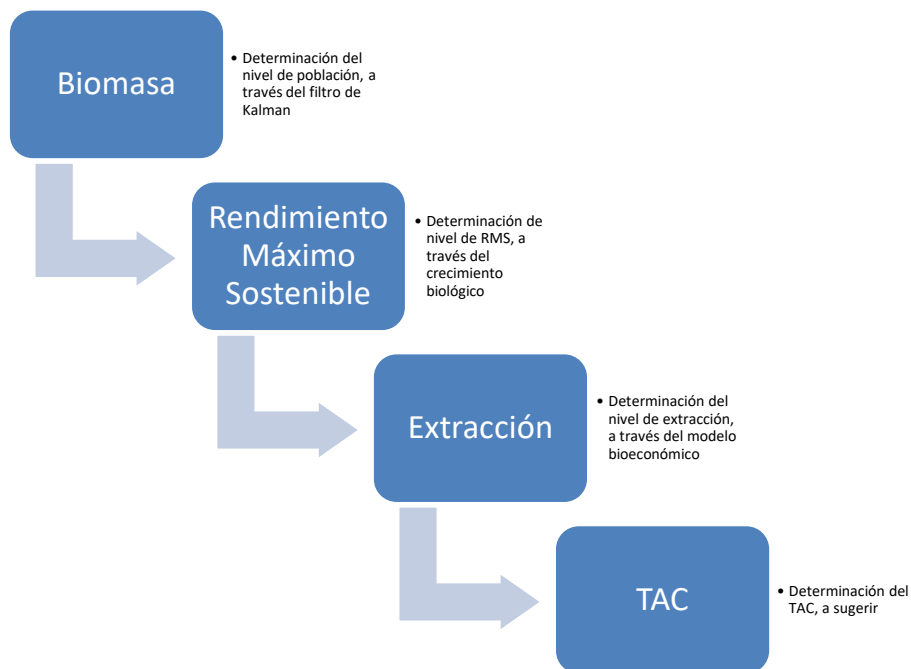 Biomasa
• Determinación del
nivel de población, a
través del filtro de
Kalman
Rendimiento
Máximo
Sostenible
• Determinación de
nivel de RMS, a
través del
crecimiento
biológico
Extracción
• Determinación del
nivel de extracción,
a través del modelo
bioeconómico
TAC
• Determinación del
TAC, a sugerir